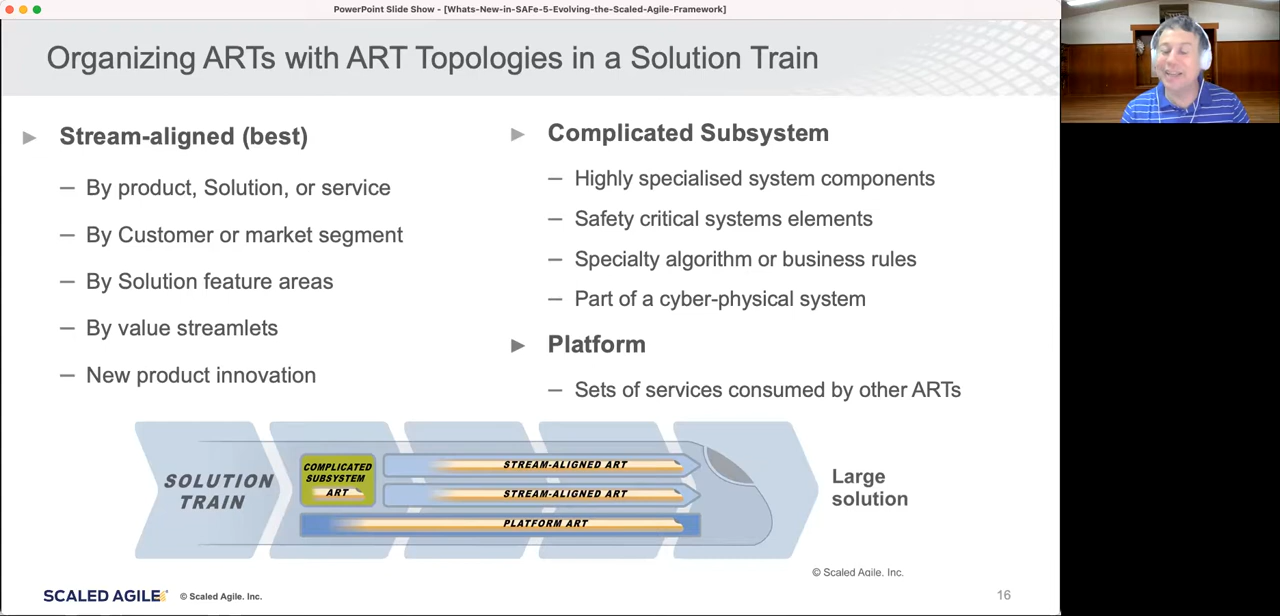 PowerPoint Slide Show - [Whats-New-in-SAFe-5-Evolving-the-Scaled-Agile-Framework]
Organizing ARTs with ART Topologies in a Solution Train
Stream-aligned (best)
– By product, Solution, or service
– By Customer or market segment
– By Solution feature areas
– By value streamlets
– New product innovation
Complicated Subsystem
– Highly specialised system components
– Safety critical systems elements
– Specialty algorithm or business rules
– Part of a cyber-physical system
Platform
– Sets of services consumed by other ARTs
SOLUTION
TRAIN
COMPLICATED
SUBSYSTEM
ART
STREAM-ALIGNED ART
STREAM-ALIGNED ART
PLATFORM ART
Large
solution
© Scaled Agile, Inc.
SCALED AGILE
© Scaled Agile, Inc.
16